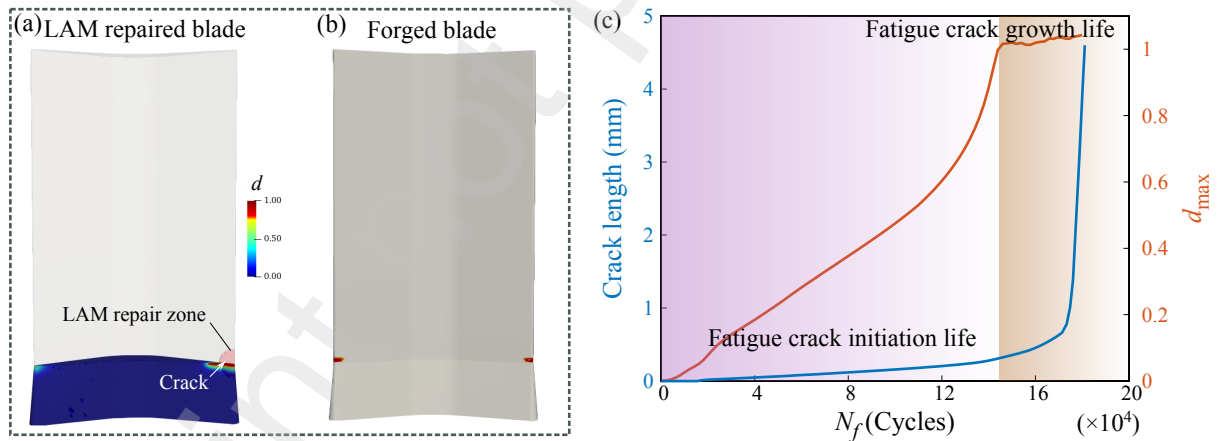 (a) LAM repaired blade
(b) Forged blade
d
1.00
0.50
0.00
LAM repair zone
Crack
(c)
Fatigue crack growth life
Fatigue crack initiation life
Crack length (mm)
5
4
3
2
1
0
d_max
1
0.8
0.6
0.4
0.2
0
0 4 8 12 16 20
N_f (Cycles) (×10⁴)